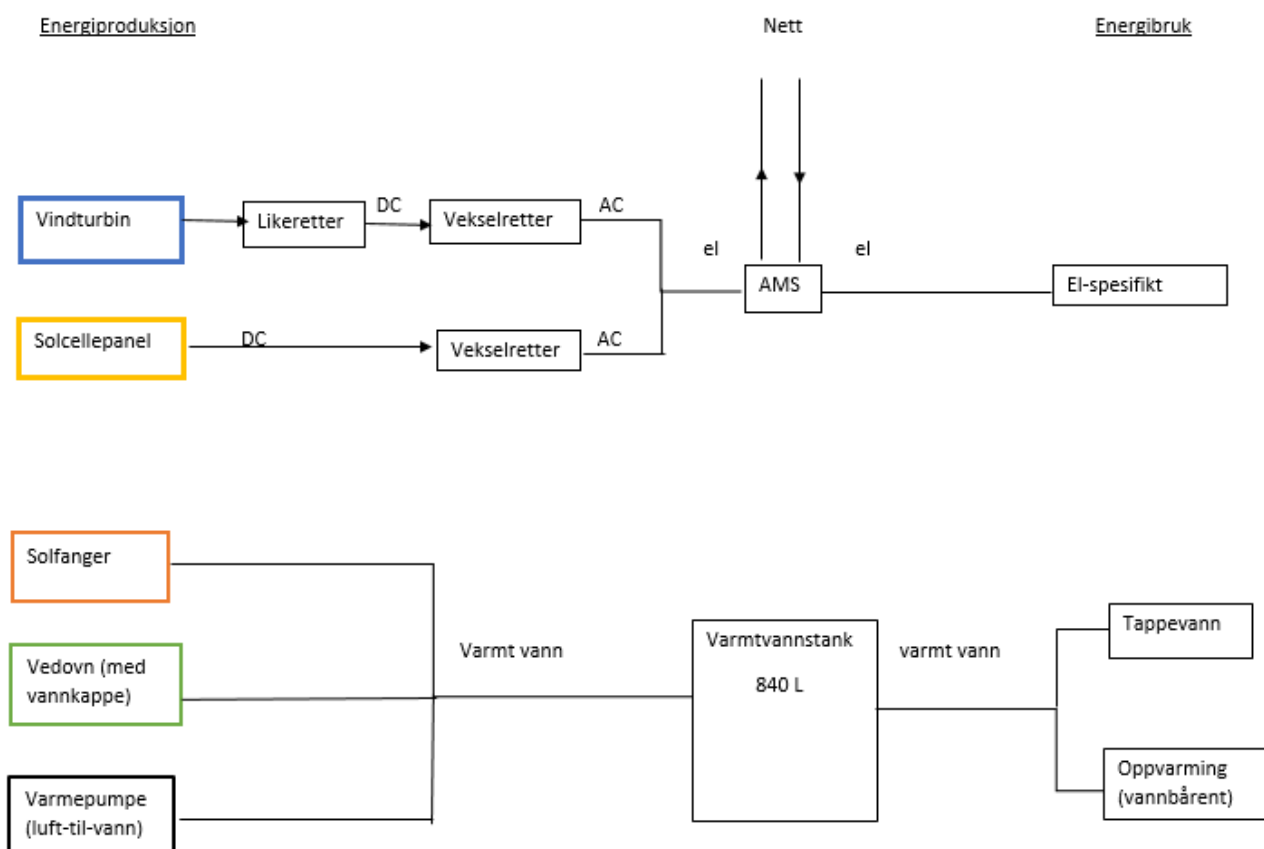 Energiproduksjon
Nett
Energibruk
Vindturbin
Likeretter
DC
Vekselretter
AC
el
AMS
el
El-spesifikt
Solcellepanel
DC
Vekselretter
AC
Solfanger
Vedovn (med
vannkappe)
Varmt vann
Varmtvannstank
840 L
varmt vann
Tappevann
Varmepumpe
(luft-til-vann)
Oppvarming
(vannbårent)